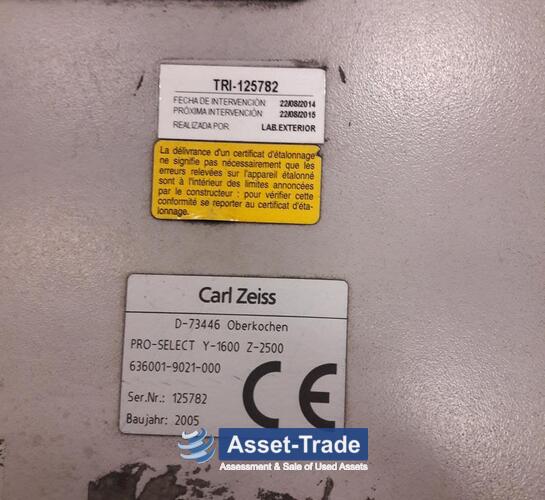 TRI-125782
FECHA DE INTERVENCIÓN: 22/08/2014
PRÓXIMA INTERVENCIÓN: 22/08/2015
REALIZADA POR: LAB.EXTERIOR
La délivrance d'un certificat d'étalonnage
ne signifie pas nécessairement que les
erreurs relevées sur l'appareil étalonné
sont à l'intérieur des limites annoncées
par le constructeur : pour vérifier cette
conformité se reporter au certificat d'éta-
lonnage.
Carl Zeiss
D-73446 Oberkochen
PRO-SELECT Y-1600 Z-2500
636001-9021-000
Ser.Nr.: 125782
Baujahr: 2005
CE
Asset-Trade
Assessment & Sale of Used Assets